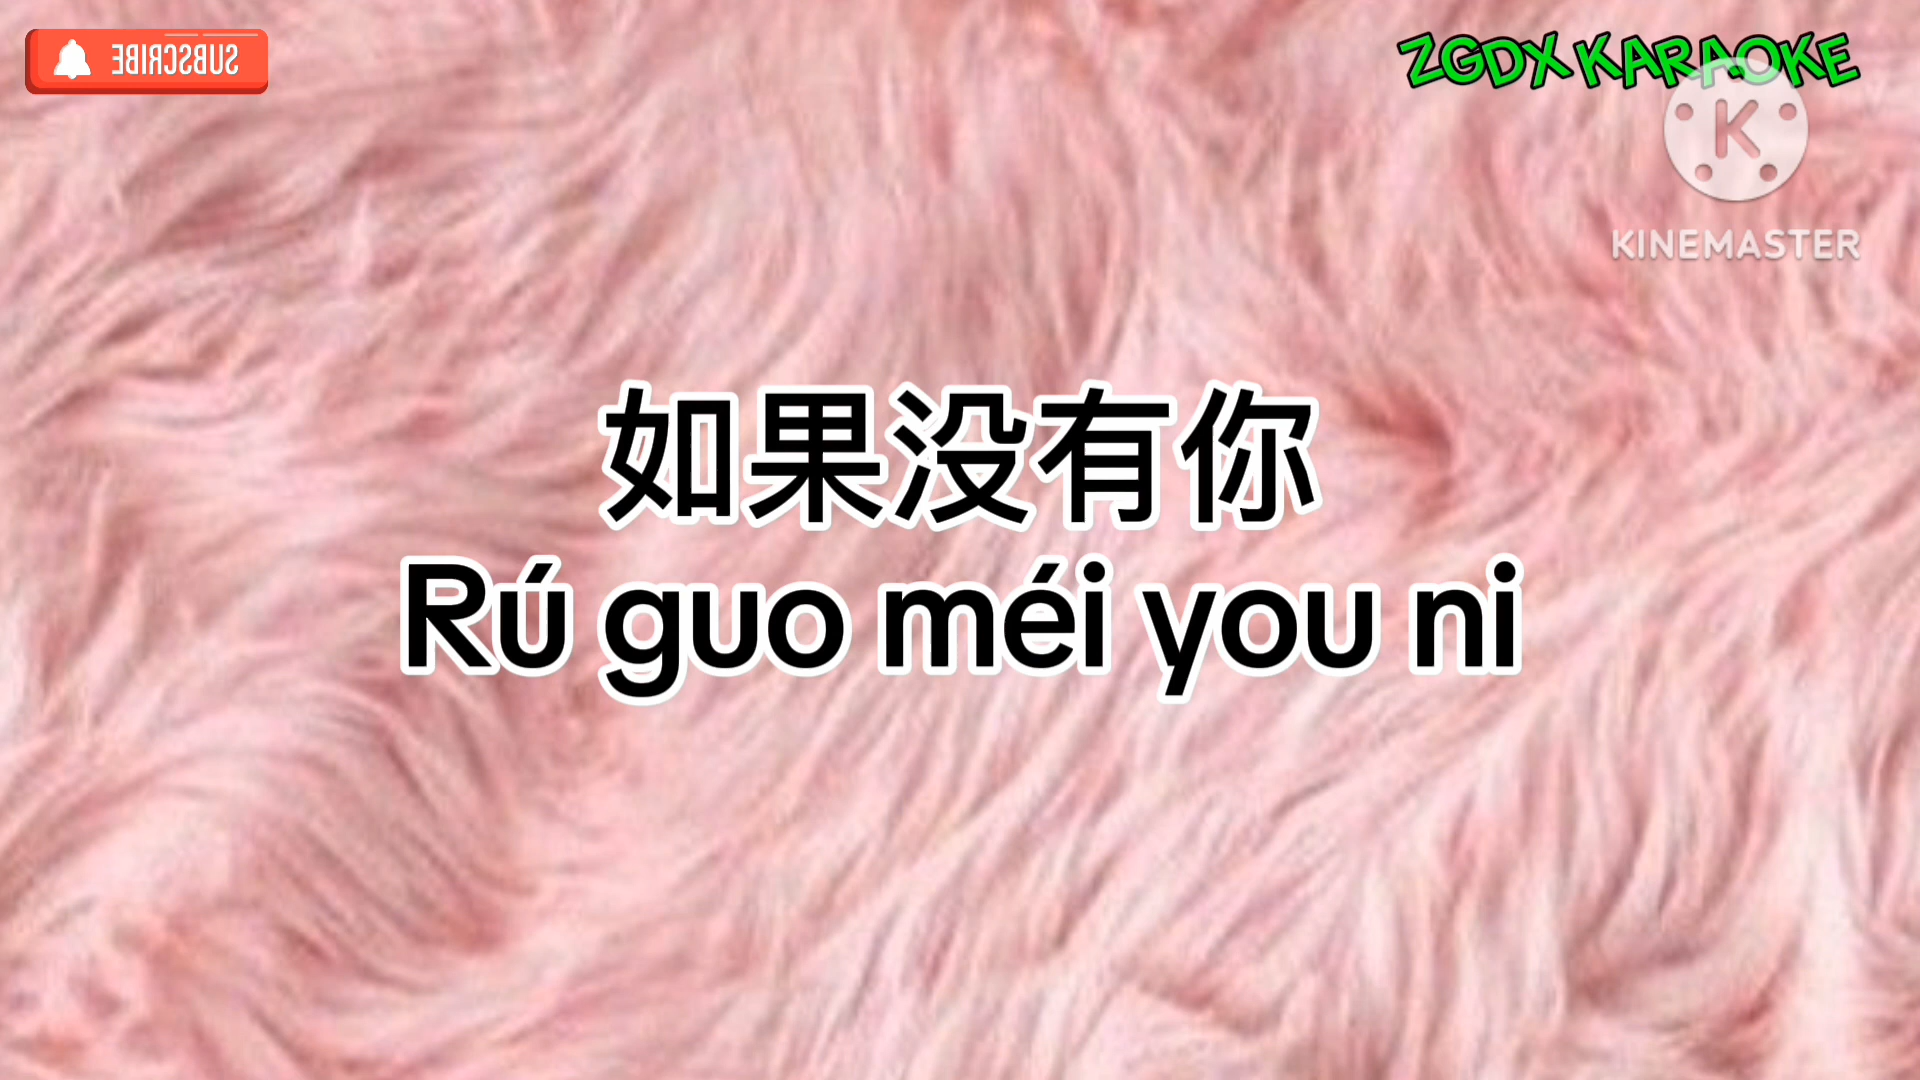 SUBSCRIBE
ZGDX KARAOKE
K
KINEMASTER
如果没有你
Rú guo méi you ni